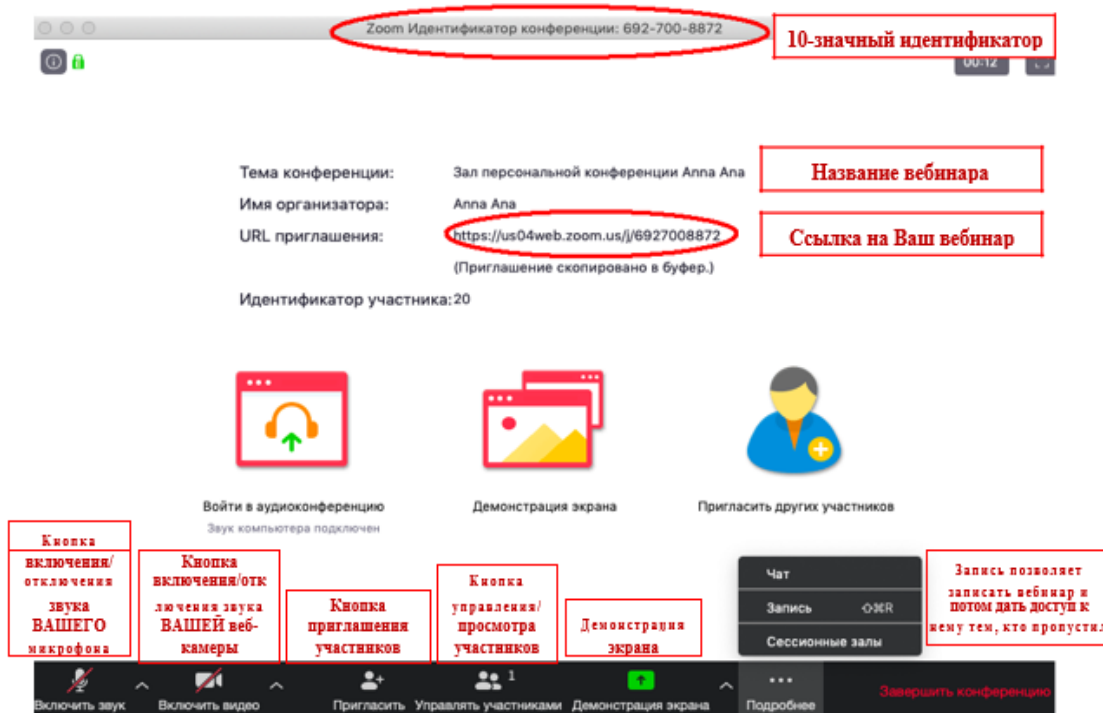 Zoom Идентификатор конференции: 692-700-8872
10-значный идентификатор
00:12
Тема конференции:
Зал персональной конференции Anna Ana
Название вебинара
Имя организатора:
Anna Ana
URL приглашения:
https://us04web.zoom.us/j/6927008872
Ссылка на Ваш вебинар
(Приглашение скопировано в буфер.)
Идентификатор участника:
20
Войти в аудиоконференцию
Звук компьютера подключен
Демонстрация экрана
Пригласить других участников
Кнопка
включения/
отключения
звука
ВАШЕГО
микрофона
Кнопка
включения/отк
лючения звука
ВАШЕЙ веб-
камеры
Кнопка
приглашения
участников
Кнопка
управления/
просмотра
участников
Демонстрация
экрана
Чат
Запись ⇧⌘R
Сессионные залы
Запись позволяет
записать вебинар и
потом дать доступ к
нему тем, кто пропустил
Включить звук
Включить видео
Пригласить
1
Управлять участниками
Демонстрация экрана
Подробнее
Завершить конференцию